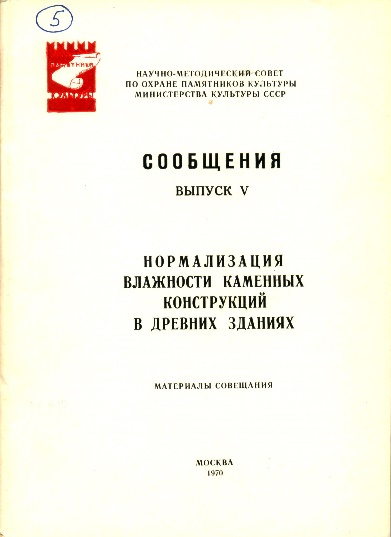 5
ПАМЯТНИКИ
КУЛЬТУРЫ
НАУЧНО-МЕТОДИЧЕСКИЙ СОВЕТ
ПО ОХРАНЕ ПАМЯТНИКОВ КУЛЬТУРЫ
МИНИСТЕРСТВА КУЛЬТУРЫ СССР
СООБЩЕНИЯ
ВЫПУСК V
НОРМАЛИЗАЦИЯ
ВЛАЖНОСТИ КАМЕННЫХ
КОНСТРУКЦИЙ
В ДРЕВНИХ ЗДАНИЯХ
МАТЕРИАЛЫ СОВЕЩАНИЯ
МОСКВА
1970